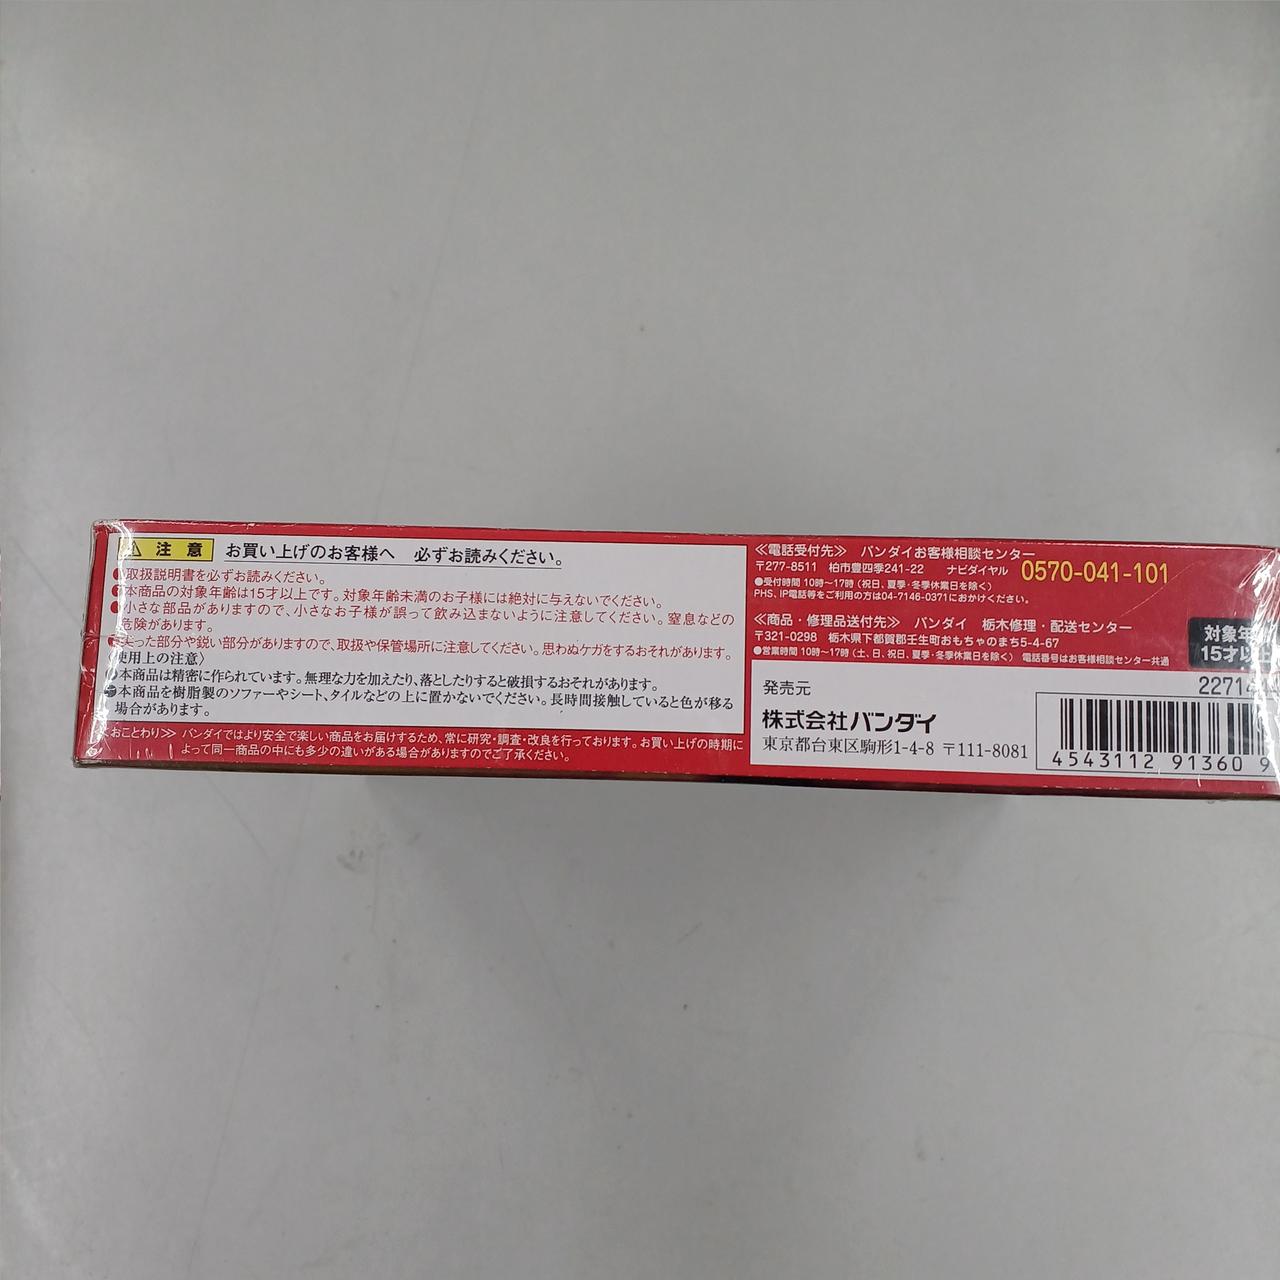 注意 お買い上げのお客様へ 必ずお読みください。
●取扱説明書を必ずお読みください。
●本商品の対象年齢は15才以上です。対象年齢未満のお子様には絶対に与えないでください。
●小さな部品がありますので、小さなお子様が誤って飲み込まないように注意してください。窒息などの
危険があります。
●尖った部分や鋭い部分がありますので、取扱や保管場所に注意してください。思わぬケガをするおそれがあります。
使用上の注意〉
●本商品は精密に作られています。無理な力を加えたり、落としたりすると破損するおそれがあります。
●本商品を樹脂製のソファーやシート、タイルなどの上に置かないでください。長時間接触していると色が移る
場合があります。
《おことわり》 バンダイではより安全で楽しい商品をお届けするため、常に研究・調査・改良を行っております。お買い上げの時期に
よって同一商品の中にも多少の違いがある場合がありますのでご了承ください。
≪電話受付先≫ バンダイお客様相談センター
〒277-8511 柏市豊四季241-22 ナビダイヤル 0570-041-101
●受付時間 10時〜17時(祝日、夏季・冬季休業日を除く)
PHS、IP電話等をご利用の方は04-7146-0371におかけください。
≪商品・修理品送付先≫ バンダイ 栃木修理・配送センター
〒321-0298 栃木県下都賀郡壬生町おもちゃのまち5-4-67
●営業時間 10時〜17時(土、日、祝日、夏季・冬季休業日を除く) 電話番号はお客様相談センター共通
対象年
15才以上
発売元
株式会社バンダイ
東京都台東区駒形1-4-8 〒111-8081
22714
4543112 91360 9